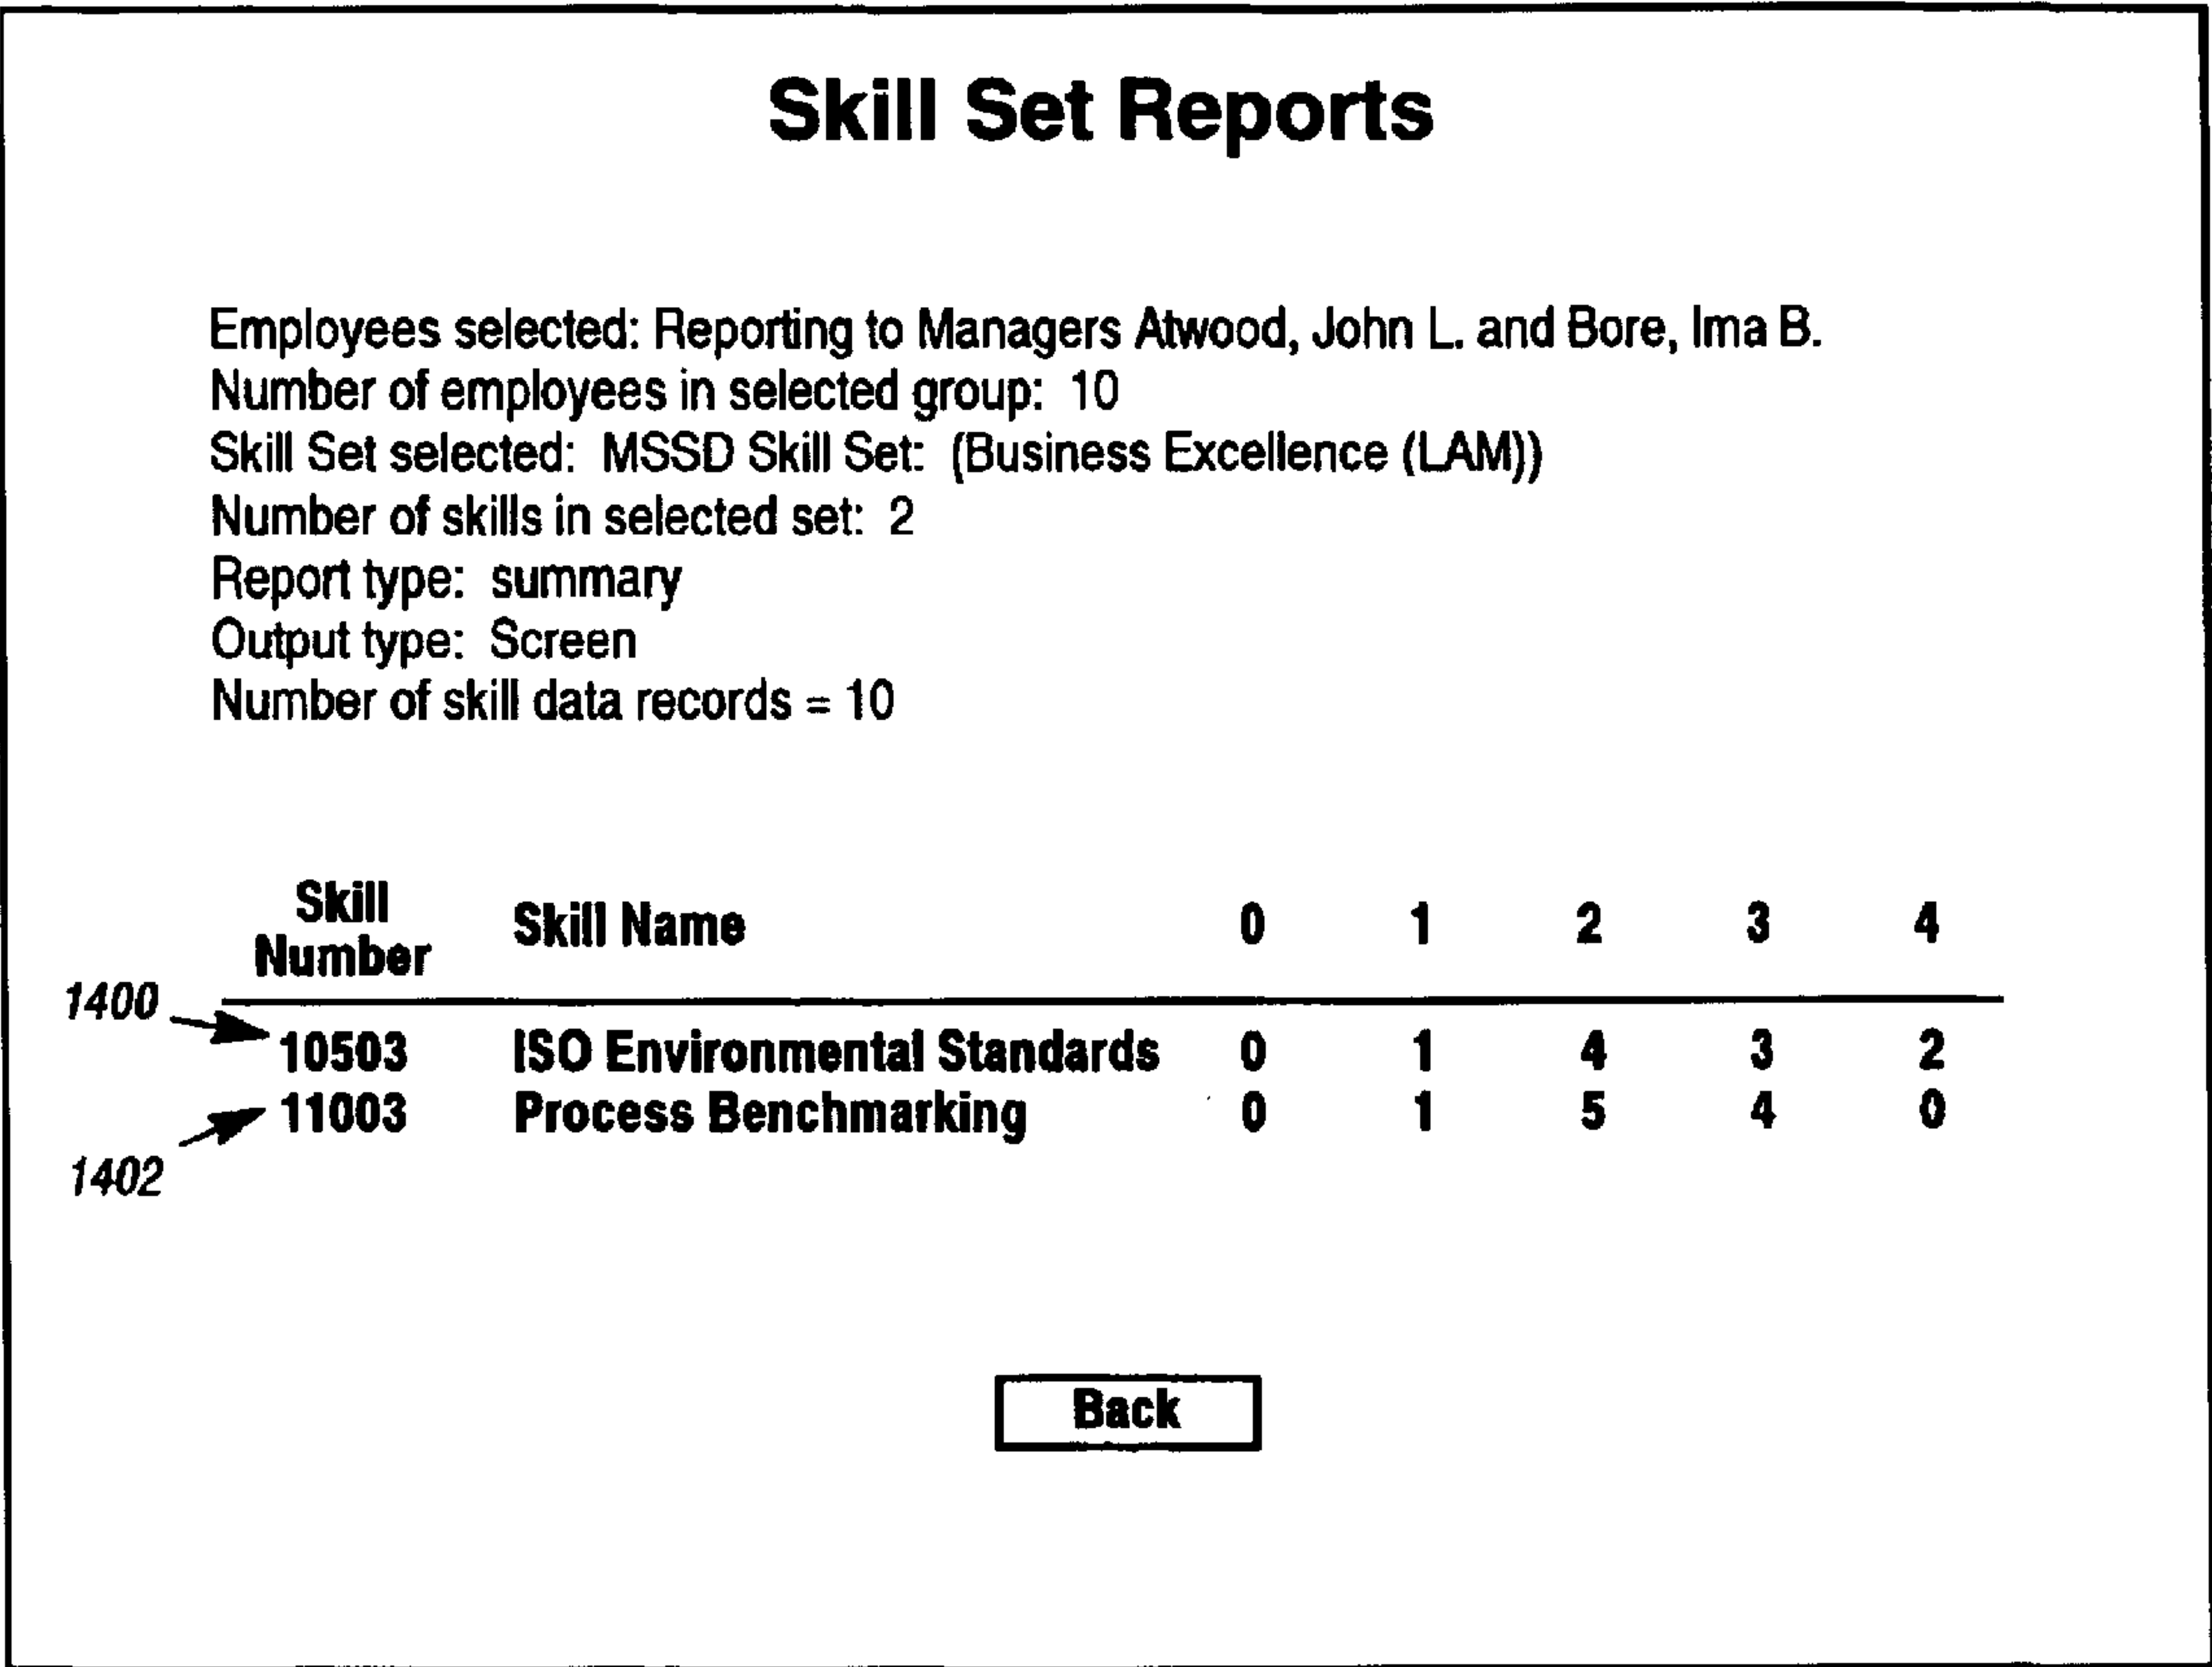 Skill Set Reports
Employees selected: Reporting to Managers Atwood, John L. and Bore, Ima B.
Number of employees in selected group: 10
Skill Set selected: MSSD Skill Set: (Business Excellence (LAM))
Number of skills in selected set: 2
Report type: summary
Output type: Screen
Number of skill data records = 10
Skill Number Skill Name 0 1 2 3 4
1400
10503 ISO Environmental Standards 0 1 4 3 2
11003 Process Benchmarking 0 1 5 4 0
1402
Back